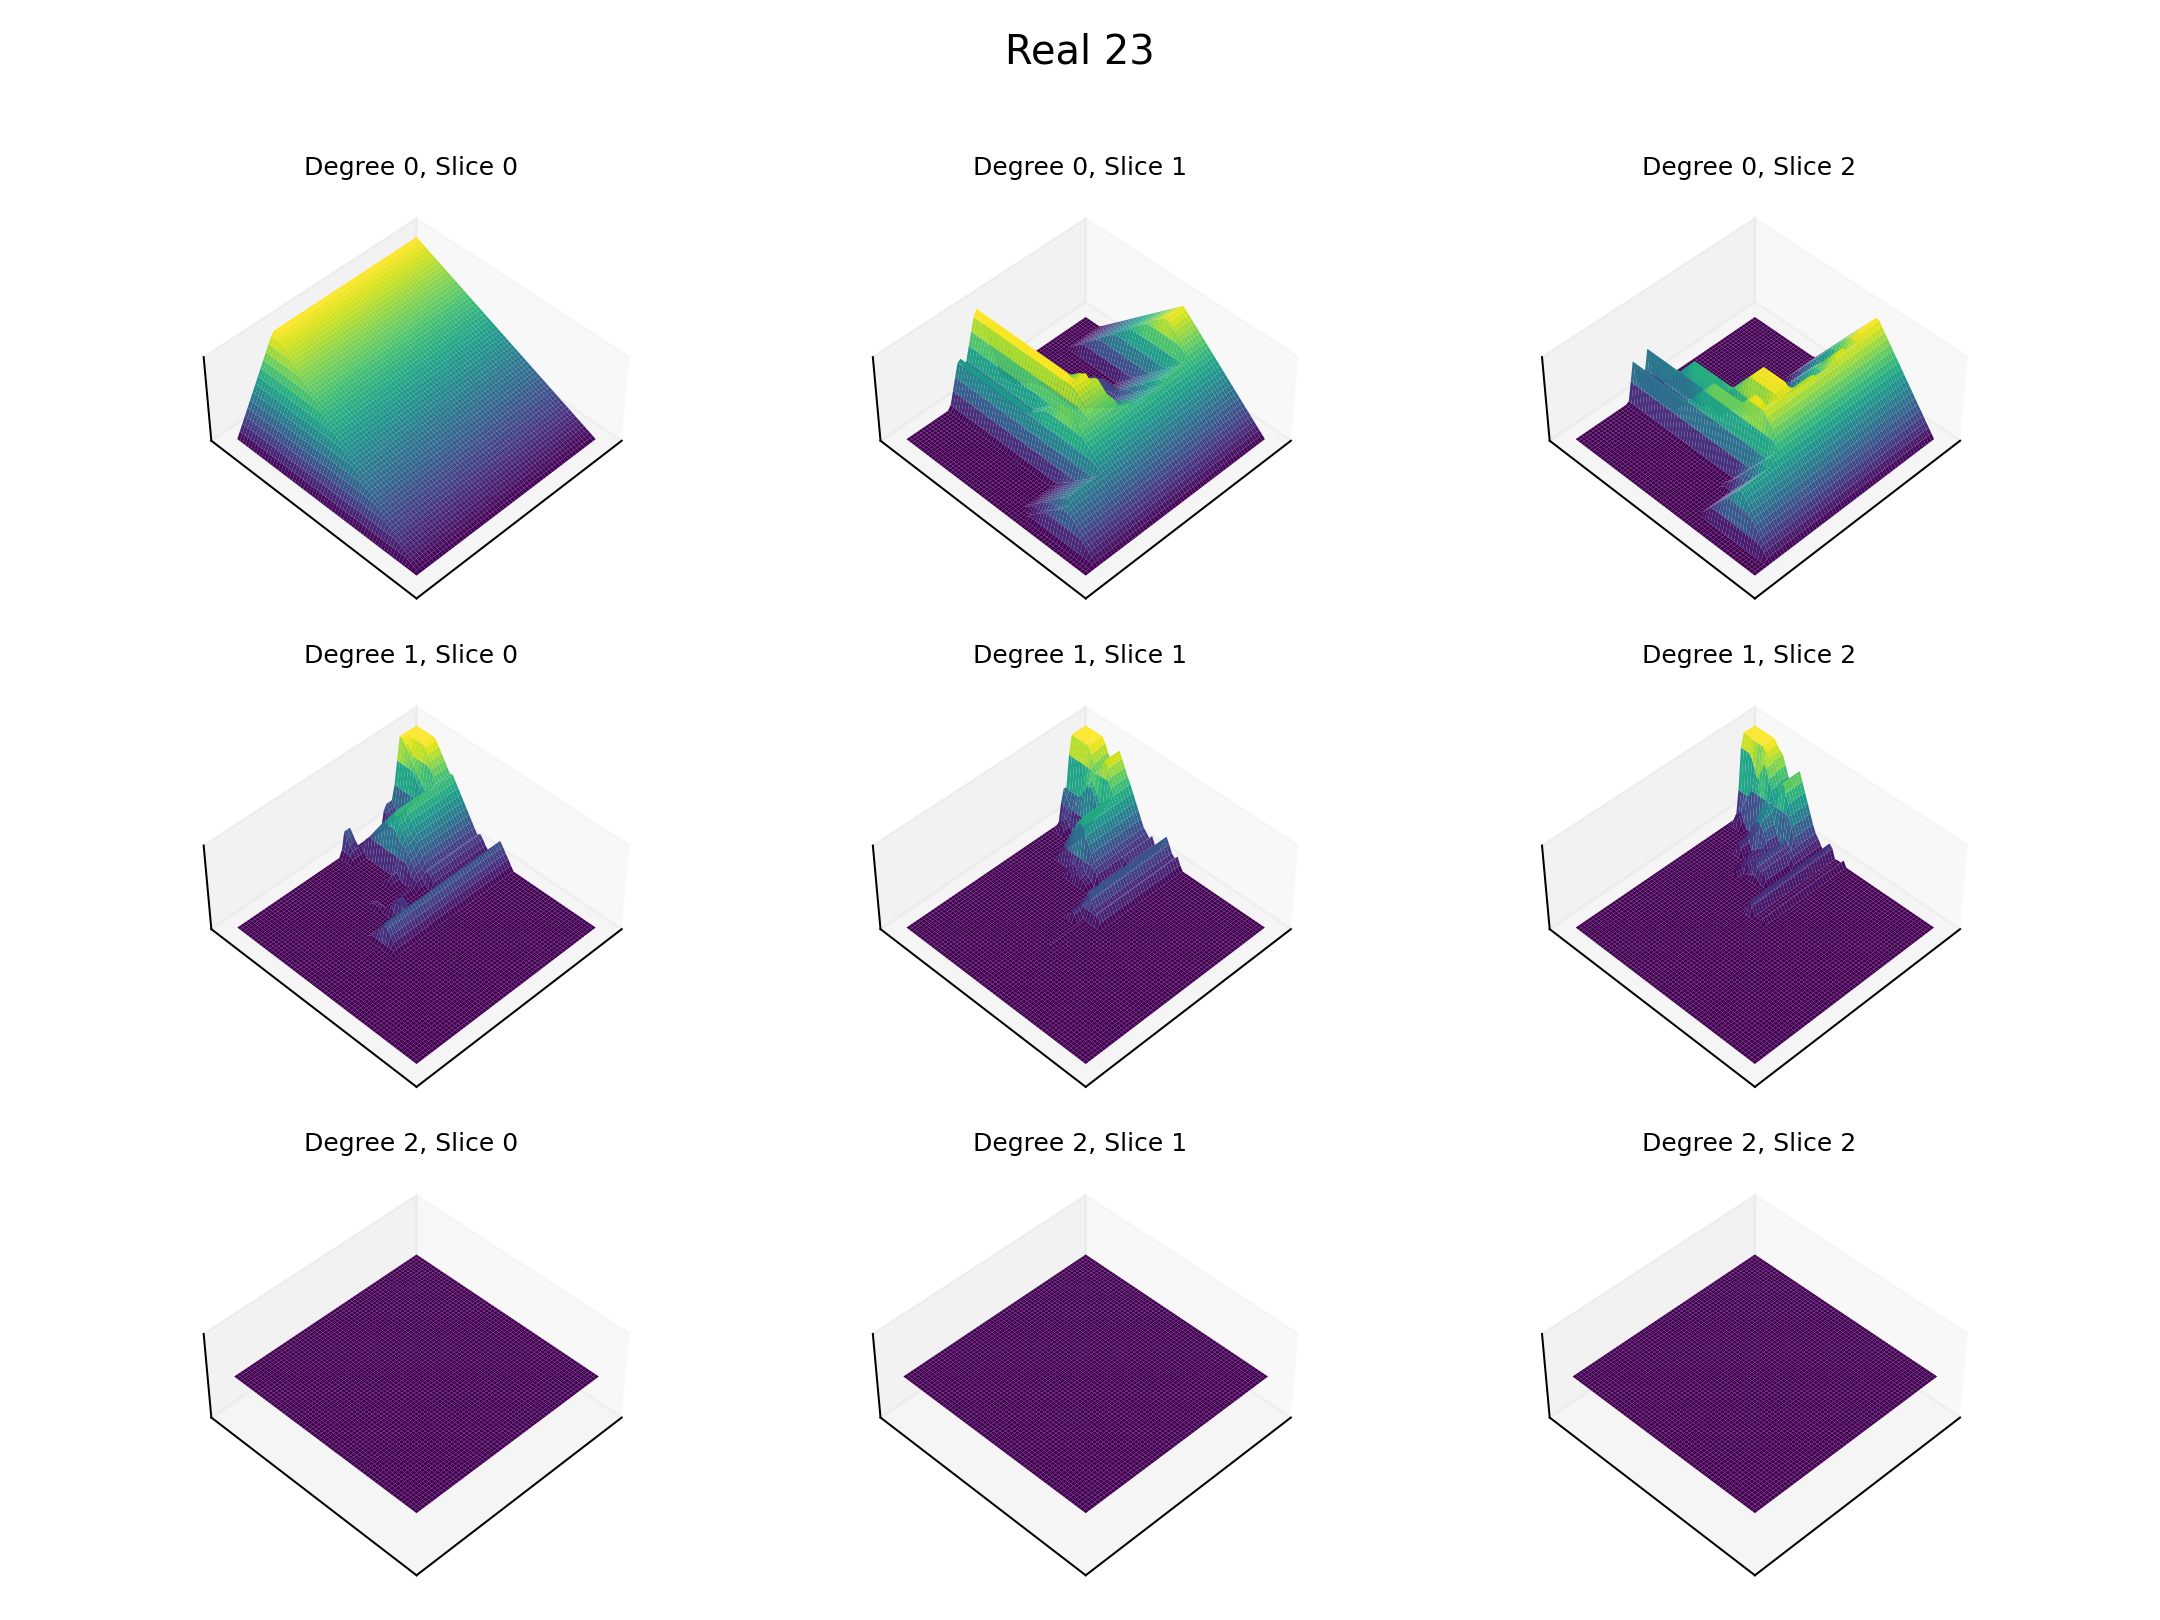 Real 23
Degree 0, Slice 0
Degree 0, Slice 1
Degree 0, Slice 2
Degree 1, Slice 0
Degree 1, Slice 1
Degree 1, Slice 2
Degree 2, Slice 0
Degree 2, Slice 1
Degree 2, Slice 2